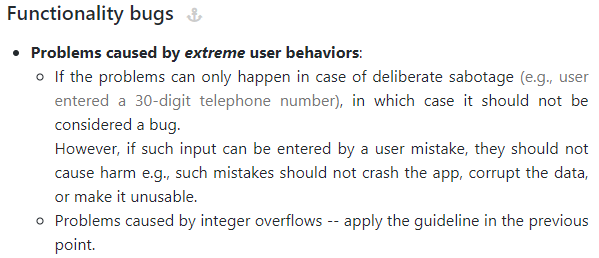 Functionality bugs
• Problems caused by extreme user behaviors:
○ If the problems can only happen in case of deliberate sabotage (e.g., user
entered a 30-digit telephone number), in which case it should not be
considered a bug.
However, if such input can be entered by a user mistake, they should not
cause harm e.g., such mistakes should not crash the app, corrupt the data,
or make it unusable.
○ Problems caused by integer overflows -- apply the guideline in the previous
point.